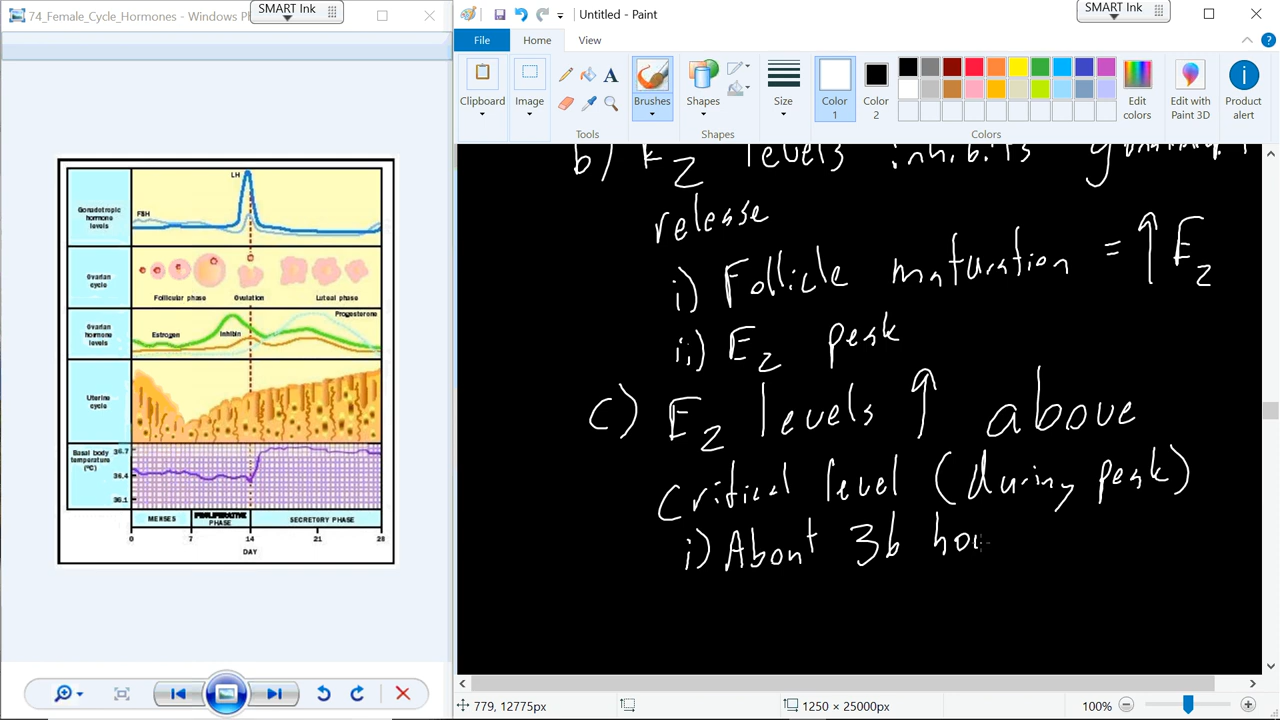 74_Female_Cycle_Hormones - Windows Ph
SMART Ink
Untitled - Paint
SMART Ink
File
Home
View
Clipboard
Image
Tools
Brushes
Shapes
Shapes
Size
Color 1
Color 2
Colors
Edit colors
Edit with Paint 3D
Product alert
Gonadotropic hormone levels
FSH
LH
Ovarian cycle
Follicular phase
Ovulation
Luteal phase
Ovarian hormone levels
Estrogen
Inhibin
Progesterone
Uterine cycle
Basal body temperature (°C)
36.7
36.4
36.1
MENSES
PROLIFERATIVE PHASE
SECRETORY PHASE
0 7 14 21 28
DAY
b) E2 levels inhibits
release
i) Follicle maturation = ↑ E2
ii) E2 peak
c) E2 levels ↑ above
critical level (during peak)
i) About 36 hou
779, 12775px
1250 × 25000px
100%